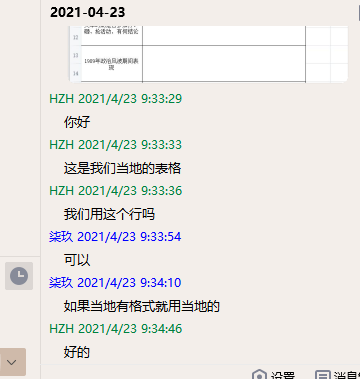 2021-04-23
12
砸、抢活动，有何结论
13
1989年政治风波期间表
现
14
HZH 2021/4/23 9:33:29
你好
HZH 2021/4/23 9:33:33
这是我们当地的表格
HZH 2021/4/23 9:33:36
我们用这个行吗
柒玖 2021/4/23 9:33:54
可以
柒玖 2021/4/23 9:34:10
如果当地有格式就用当地的
HZH 2021/4/23 9:34:46
好的
设置
消息